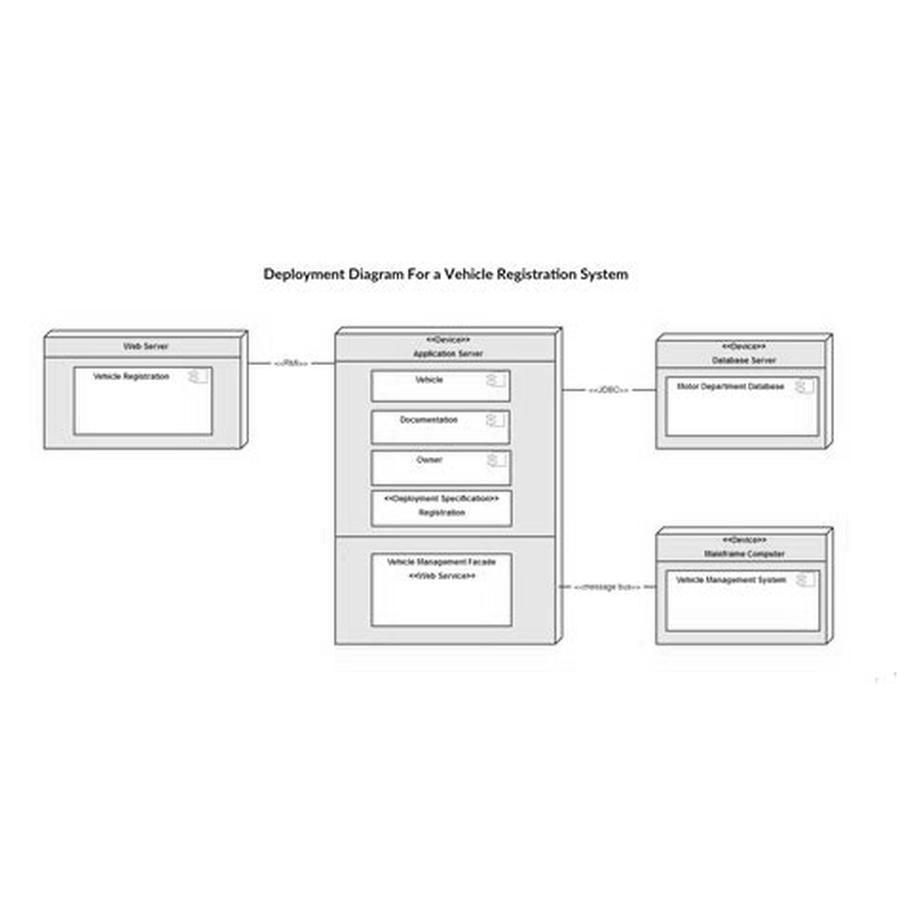 Deployment Diagram For a Vehicle Registration System
Web Server
Vehicle Registration
<<RMI>>
<<Device>>
Application Server
Vehicle
Documentation
Owner
<<Deployment Specification>>
Registration
Vehicle Management Facade
<<Web Service>>
<<JDBC>>
<<Device>>
Database Server
Motor Department Database
<<message bus>>
<<Device>>
Mainframe Computer
Vehicle Management System